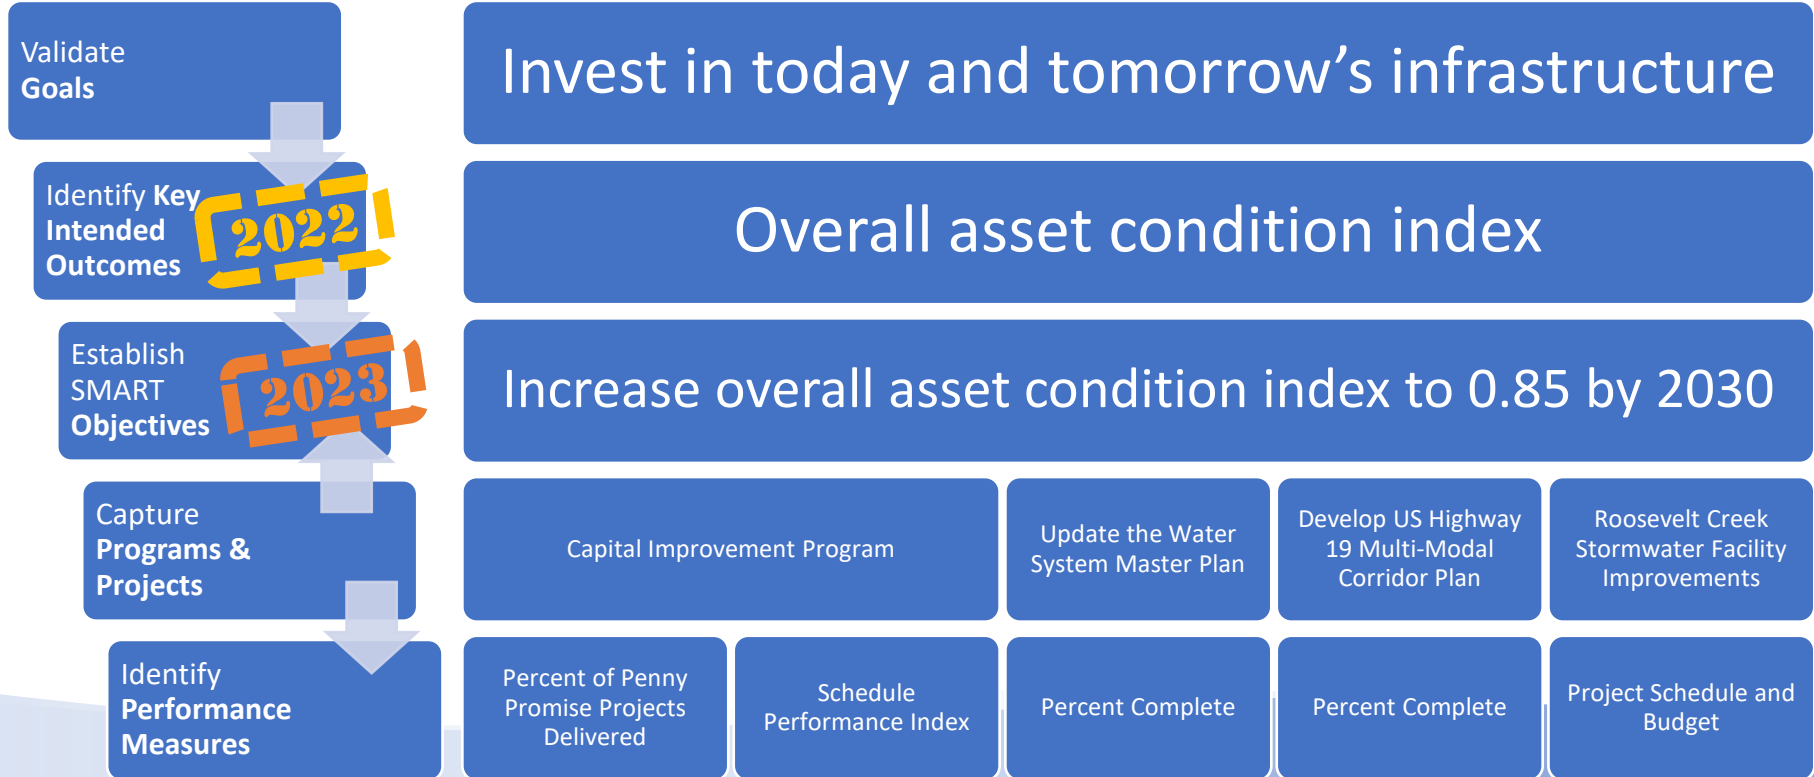 Validate
Goals
Invest in today and tomorrow’s infrastructure
Identify Key
Intended
Outcomes
2022
Overall asset condition index
Establish
SMART
Objectives
2023
Increase overall asset condition index to 0.85 by 2030
Capture
Programs &
Projects
Capital Improvement Program
Update the Water
System Master Plan
Develop US Highway
19 Multi-Modal
Corridor Plan
Roosevelt Creek
Stormwater Facility
Improvements
Identify
Performance
Measures
Percent of Penny
Promise Projects
Delivered
Schedule
Performance Index
Percent Complete
Percent Complete
Project Schedule and
Budget